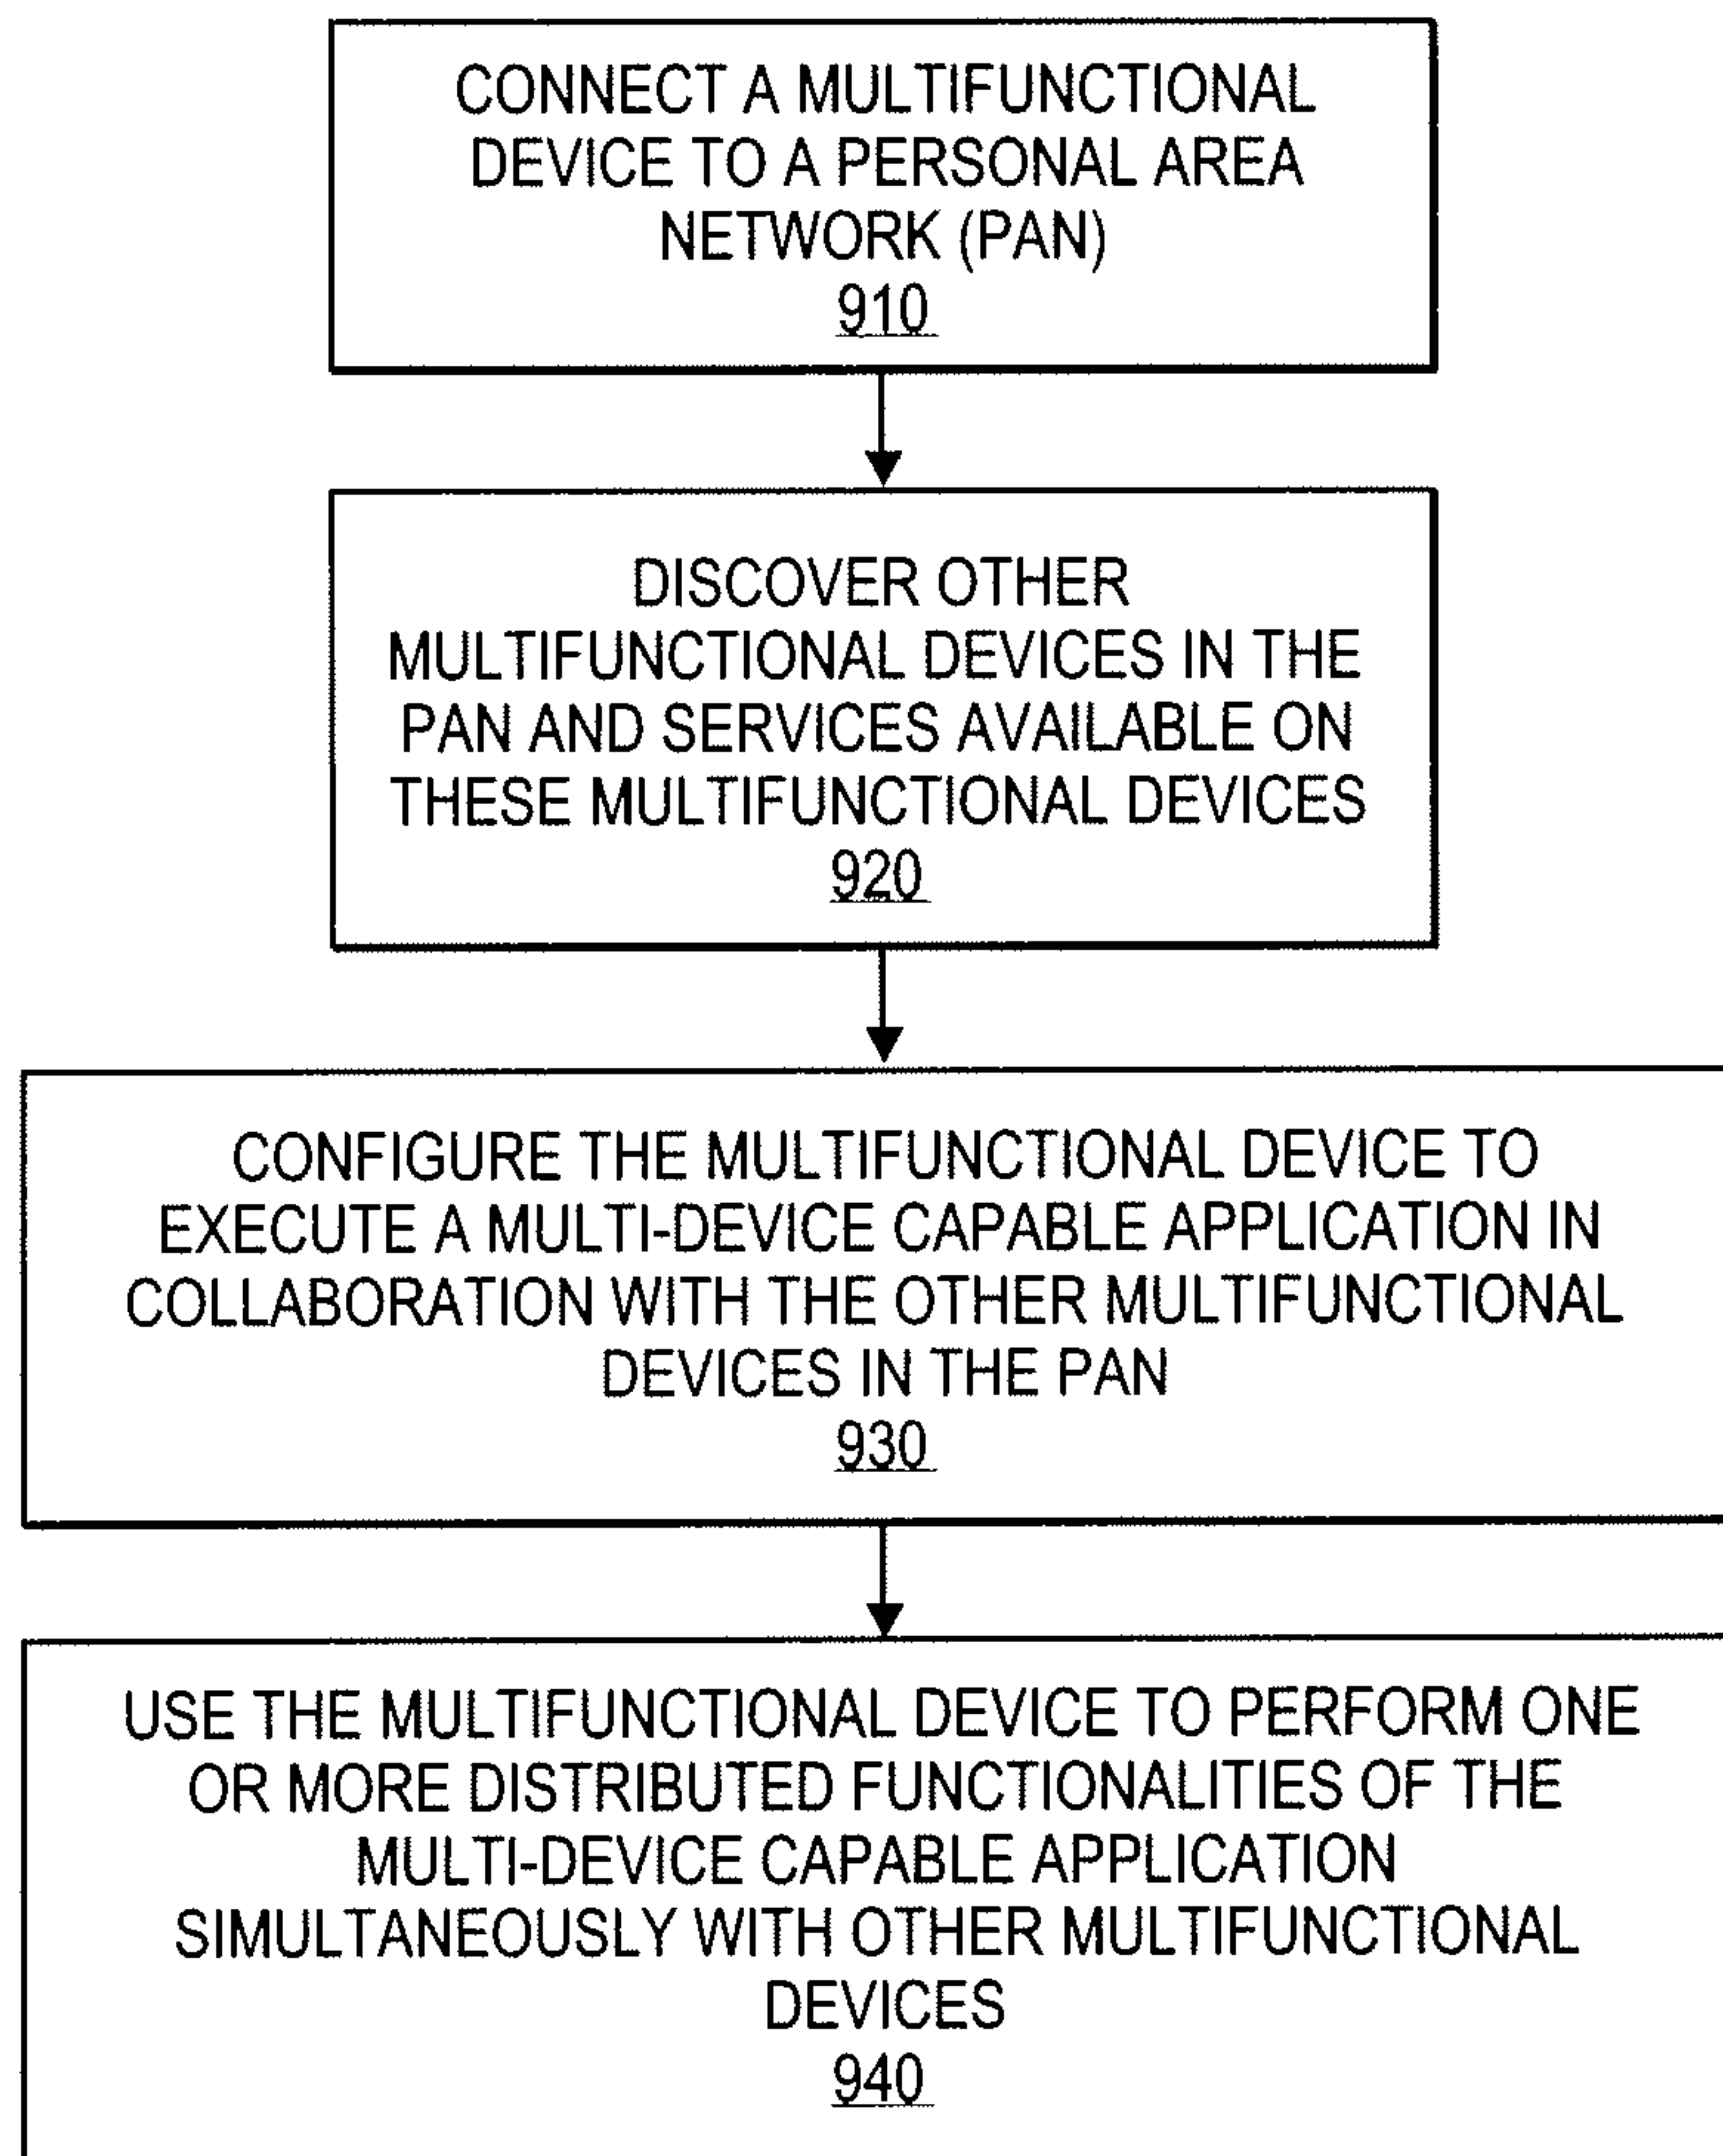 CONNECT A MULTIFUNCTIONAL
DEVICE TO A PERSONAL AREA
NETWORK (PAN)
910
DISCOVER OTHER
MULTIFUNCTIONAL DEVICES IN THE
PAN AND SERVICES AVAILABLE ON
THESE MULTIFUNCTIONAL DEVICES
920
CONFIGURE THE MULTIFUNCTIONAL DEVICE TO
EXECUTE A MULTI-DEVICE CAPABLE APPLICATION IN
COLLABORATION WITH THE OTHER MULTIFUNCTIONAL
DEVICES IN THE PAN
930
USE THE MULTIFUNCTIONAL DEVICE TO PERFORM ONE
OR MORE DISTRIBUTED FUNCTIONALITIES OF THE
MULTI-DEVICE CAPABLE APPLICATION
SIMULTANEOUSLY WITH OTHER MULTIFUNCTIONAL
DEVICES
940